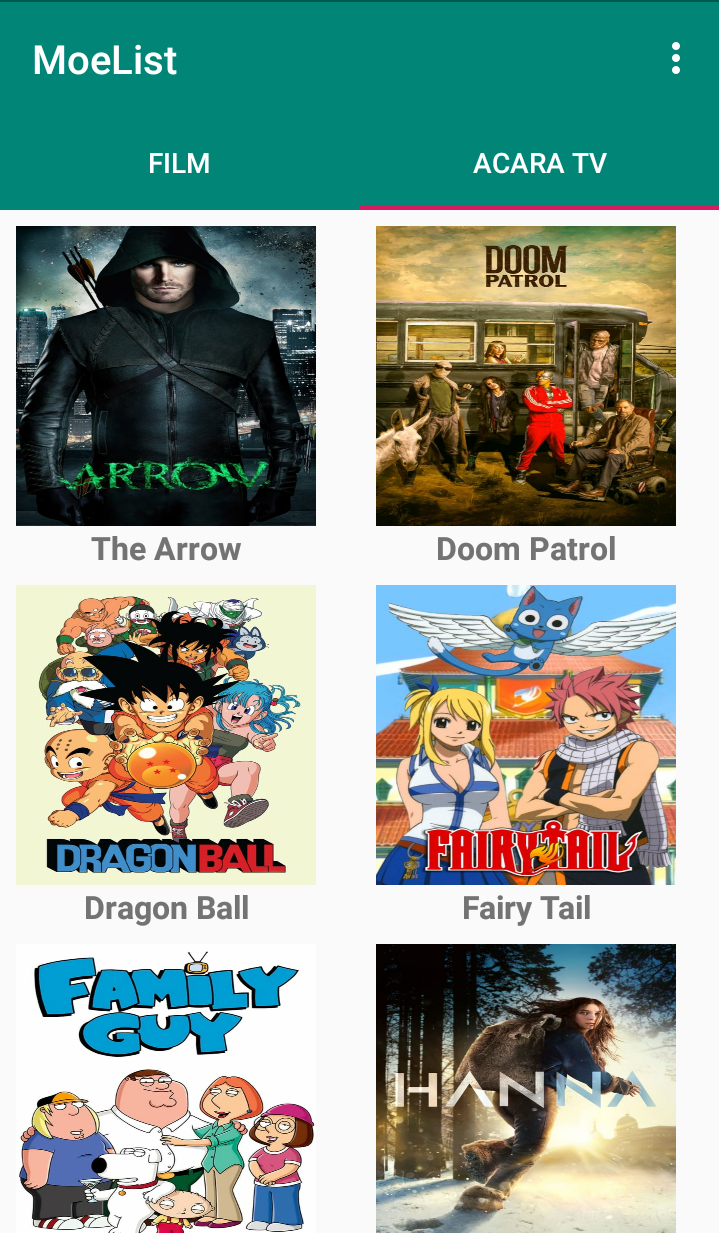 MoeList
FILM
ACARA TV
ARROW
DOOM
PATROL
The Arrow
Doom Patrol
DRAGON BALL
FAIRY TAIL
Dragon Ball
Fairy Tail
FAMILY
GUY
HANNA